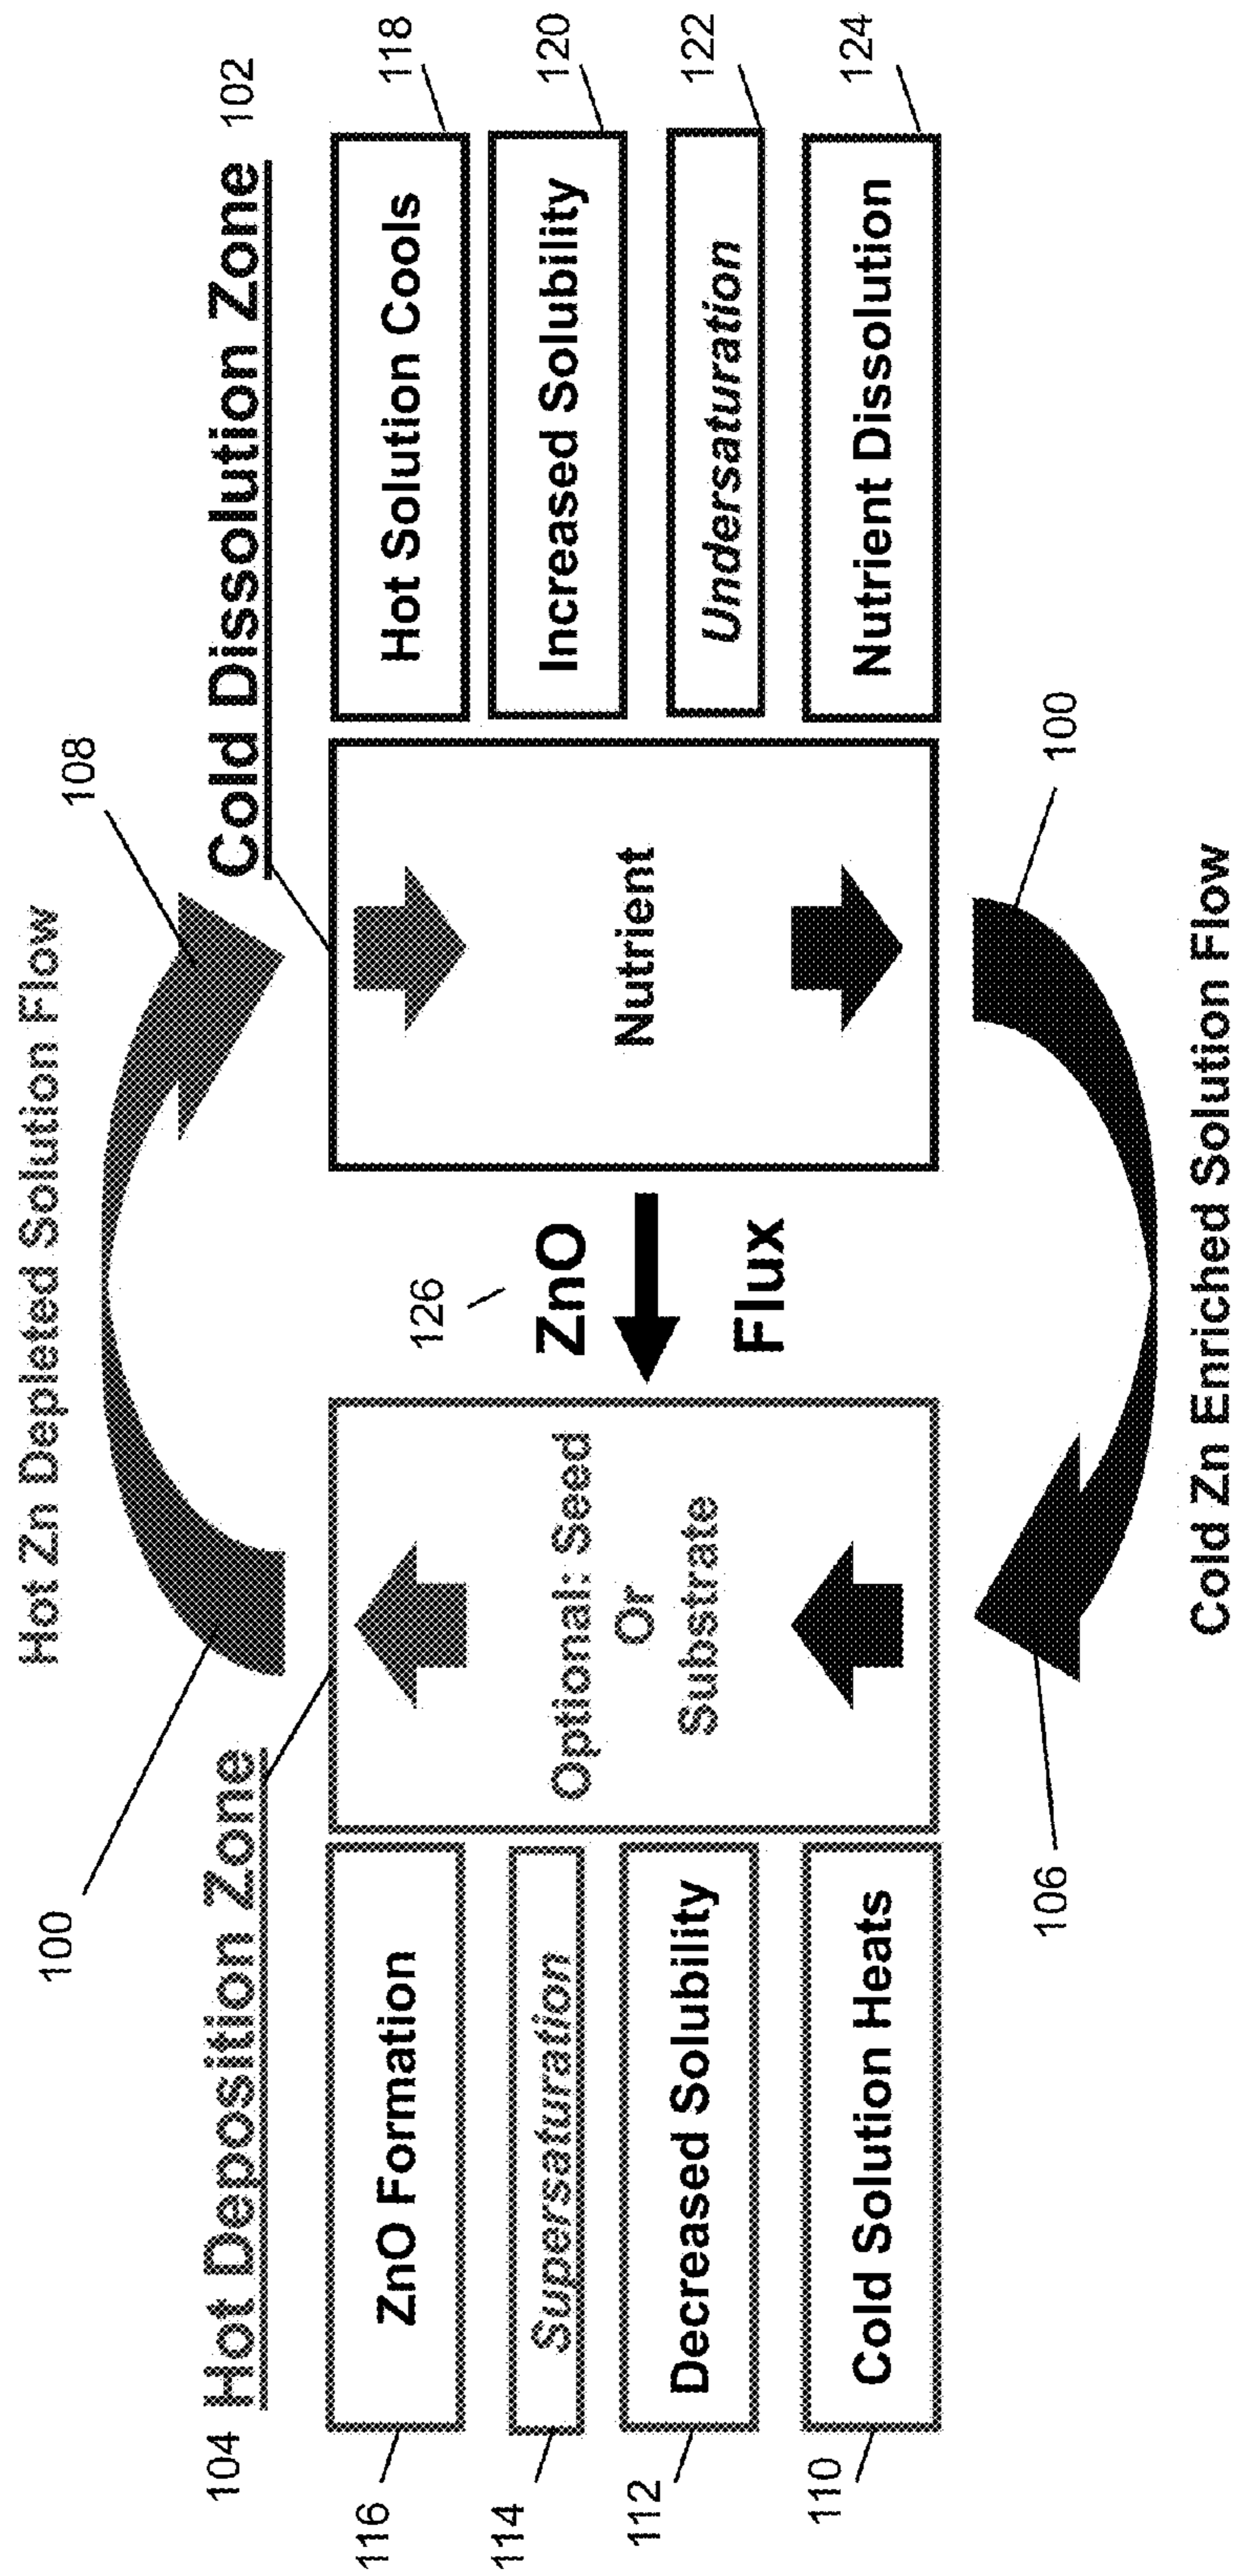 Hot Zn Depleted Solution Flow
100
108
104 Hot Deposition Zone
Cold Dissolution Zone 102
116
ZnO Formation
114
Supersaturation
112
Decreased Solubility
110
Cold Solution Heats
Optional: Seed
Or
Substrate
126
ZnO
Flux
Nutrient
Hot Solution Cools
118
Increased Solubility
120
Undersaturation
122
Nutrient Dissolution
124
106
100
Cold Zn Enriched Solution Flow